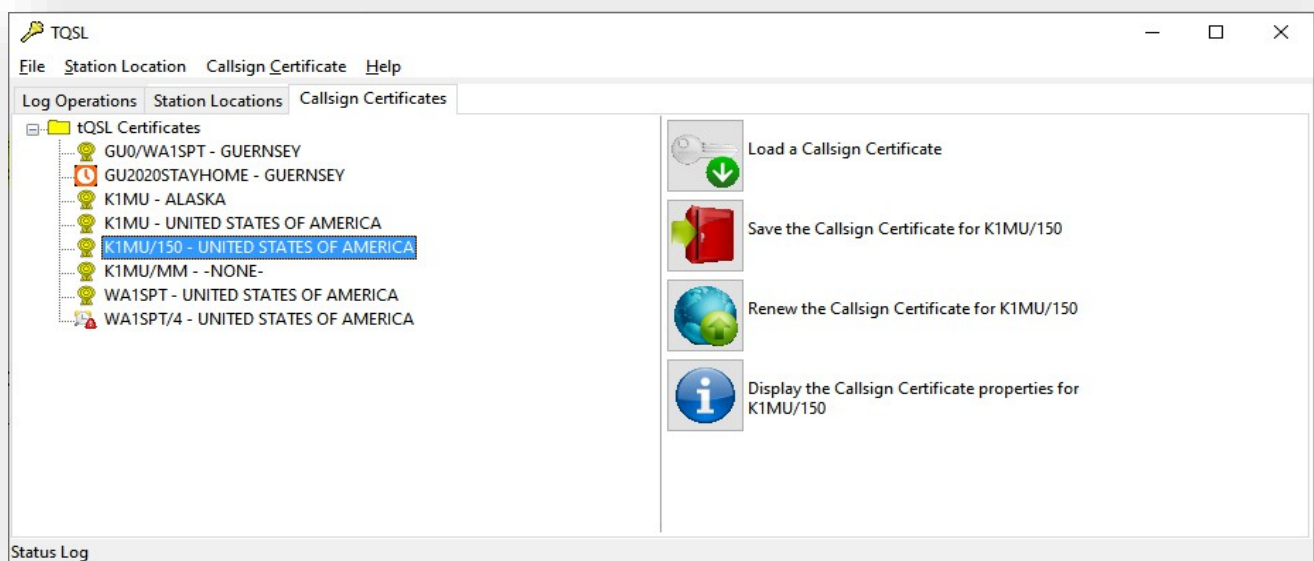 TQSL
File Station Location Callsign Certificate Help
Log Operations Station Locations Callsign Certificates
tQSL Certificates
GU0/WA1SPT - GUERNSEY
GU2020STAYHOME - GUERNSEY
K1MU - ALASKA
K1MU - UNITED STATES OF AMERICA
K1MU/150 - UNITED STATES OF AMERICA
K1MU/MM - -NONE-
WA1SPT - UNITED STATES OF AMERICA
WA1SPT/4 - UNITED STATES OF AMERICA
Load a Callsign Certificate
Save the Callsign Certificate for K1MU/150
Renew the Callsign Certificate for K1MU/150
Display the Callsign Certificate properties for
K1MU/150
Status Log